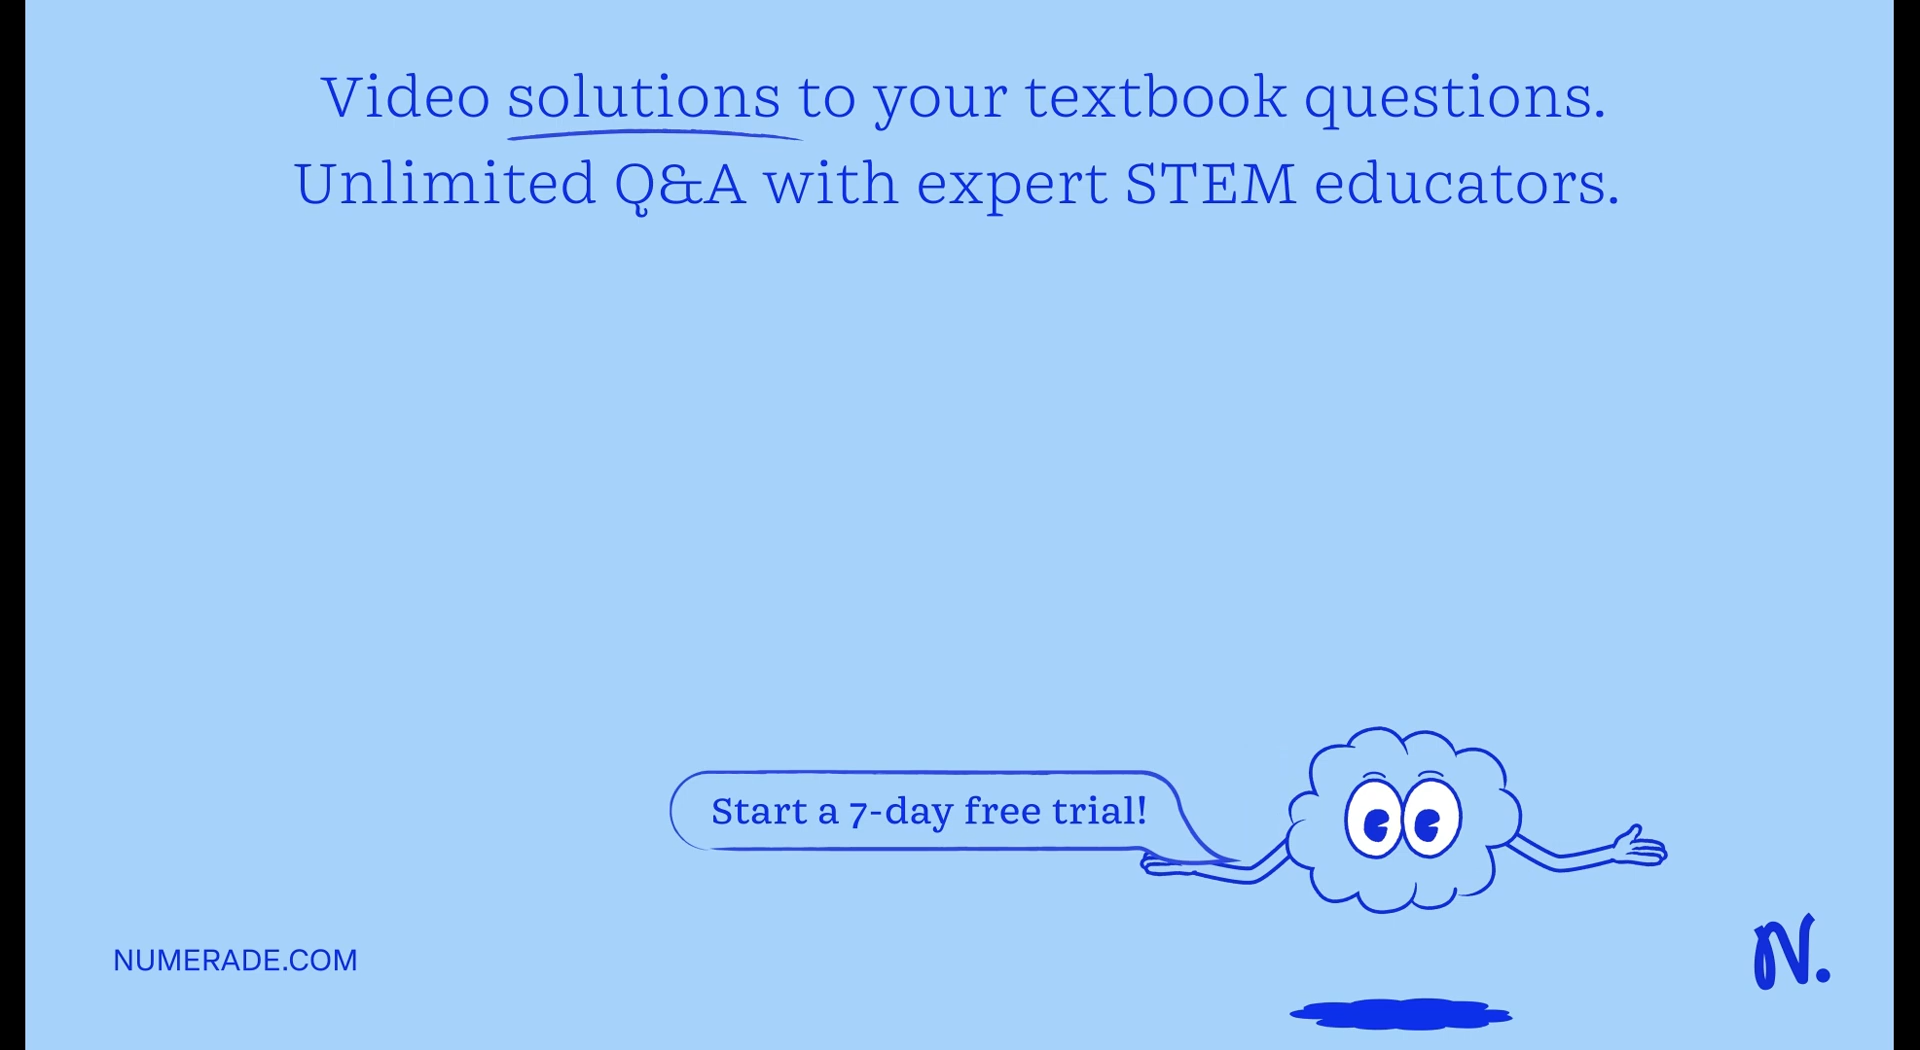 Video solutions to your textbook questions.
Unlimited Q&A with expert STEM educators.
Start a 7-day free trial!
NUMERADE.COM
N.